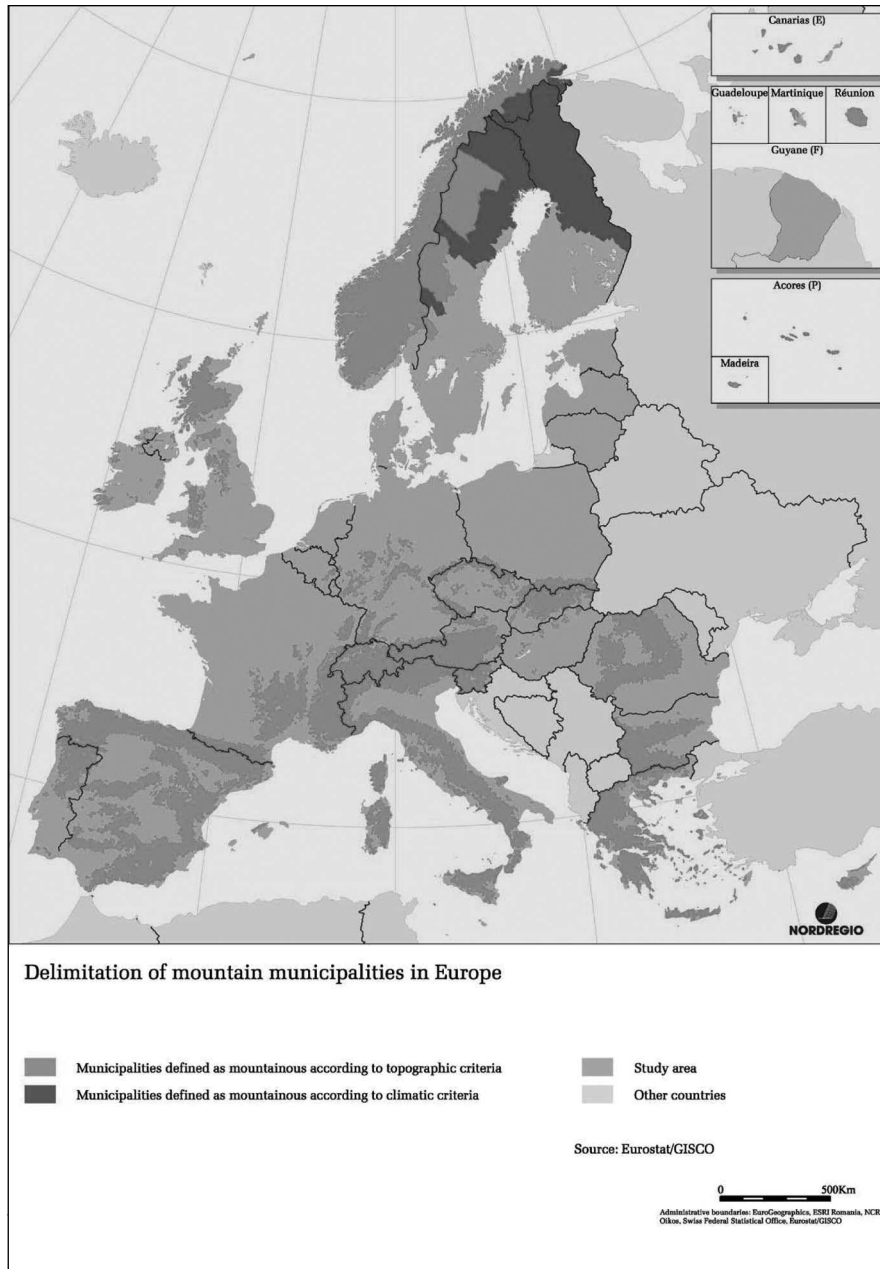 Canarias (E)
Guadeloupe Martinique Réunion
Guyane (F)
Acores (P)
Madeira
NORDREGIO
Delimitation of mountain municipalities in Europe
Municipalities defined as mountainous according to topographic criteria
Municipalities defined as mountainous according to climatic criteria
Study area
Other countries
Source: Eurostat/GISCO
0 500Km
Administrative boundaries: EuroGeographics, ESRI Romania, NCR
Oikos, Swiss Federal Statistical Office, Eurostat/GISCO